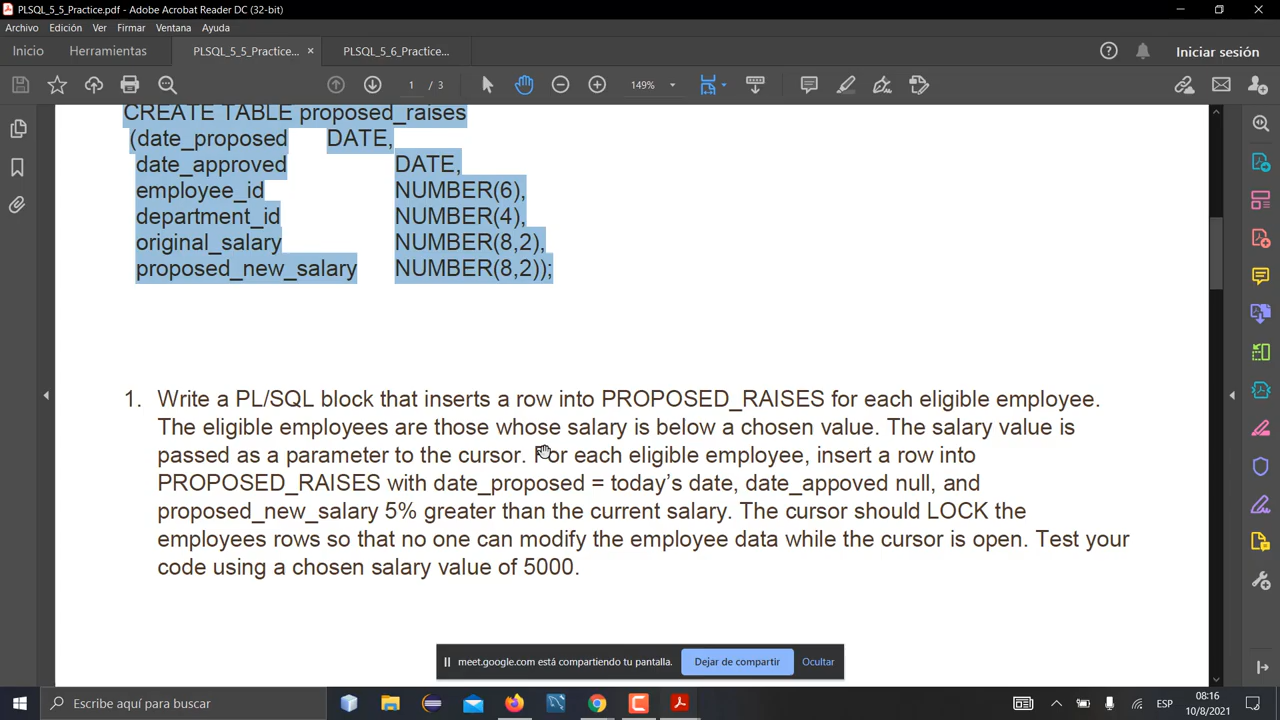 PLSQL_5_5_Practice.pdf - Adobe Acrobat Reader DC (32-bit)
Archivo Edición Ver Firmar Ventana Ayuda
Inicio Herramientas PLSQL_5_5_Practice... × PLSQL_5_6_Practice... Iniciar sesión
1 / 3 149%
CREATE TABLE proposed_raises
(date_proposed DATE,
date_approved DATE,
employee_id NUMBER(6),
department_id NUMBER(4),
original_salary NUMBER(8,2),
proposed_new_salary NUMBER(8,2));
1. Write a PL/SQL block that inserts a row into PROPOSED_RAISES for each eligible employee.
The eligible employees are those whose salary is below a chosen value. The salary value is
passed as a parameter to the cursor. For each eligible employee, insert a row into
PROPOSED_RAISES with date_proposed = today's date, date_appoved null, and
proposed_new_salary 5% greater than the current salary. The cursor should LOCK the
employees rows so that no one can modify the employee data while the cursor is open. Test your
code using a chosen salary value of 5000.
meet.google.com está compartiendo tu pantalla. Dejar de compartir Ocultar
Escribe aquí para buscar
ESP
08:16
10/8/2021